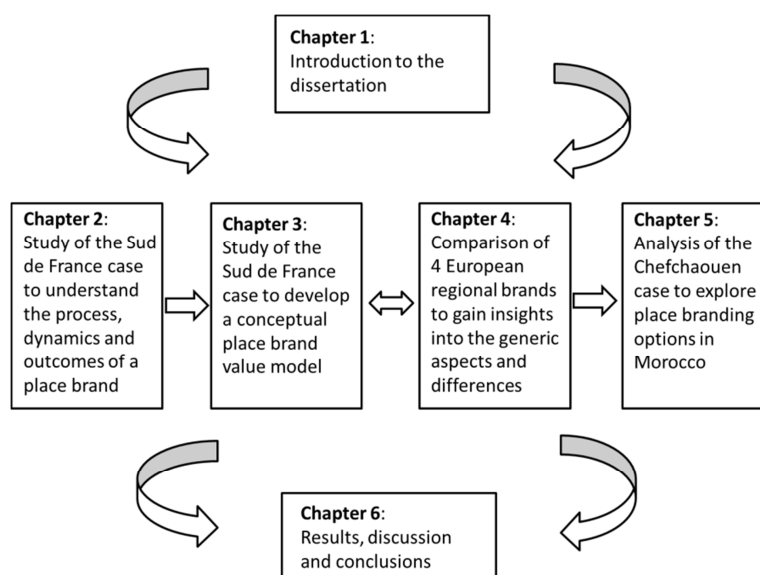 Chapter 1:
Introduction to the
dissertation
Chapter 2:
Study of the Sud
de France case
to understand
the process,
dynamics and
outcomes of a
place brand
Chapter 3:
Study of the
Sud de France
case to develop
a conceptual
place brand
value model
Chapter 4:
Comparison of
4 European
regional brands
to gain insights
into the generic
aspects and
differences
Chapter 5:
Analysis of the
Chefchaouen
case to explore
place branding
options in
Morocco
Chapter 6:
Results, discussion
and conclusions